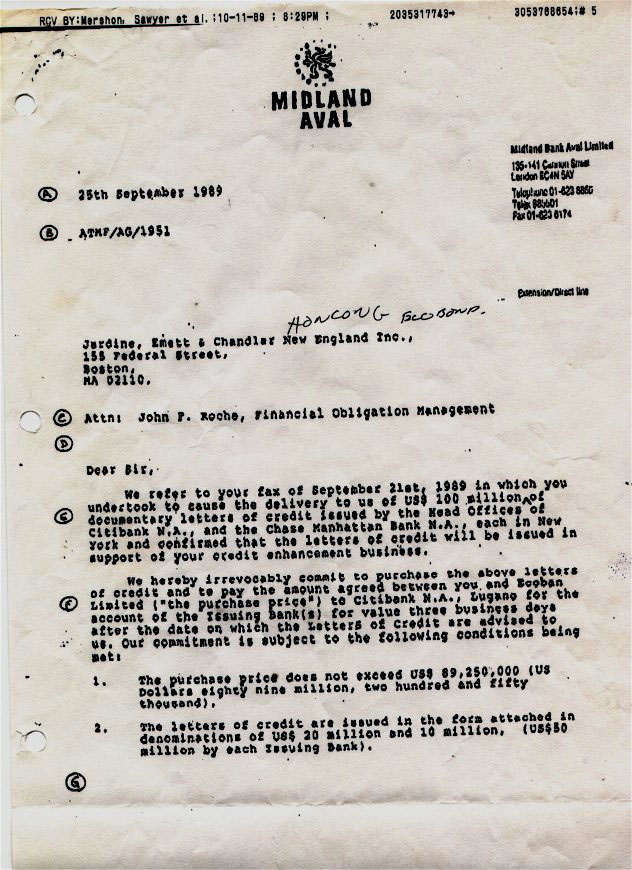 RCV BY:Mershon, Sawyer et al. ;10-11-89 ; 8:29PM ; 2035317743→ 3053768654;# 5
MIDLAND
AVAL
Midland Bank Aval Limited
135-141 Cannon Street
London EC4N 5AY
Telephone 01-623 8860
Telex 885501
Fax 01-623 6174
Extension/Direct line
A 25th September 1989
B ATMF/AG/1951
Jardine, Emett & Chandler New England Inc.,
155 Federal Street,
Boston,
MA 02110.
C Attn: John F. Roche, Financial Obligation Management
D
Dear Sir,
We refer to your fax of September 21st, 1989 in which you
undertook to cause the delivery to us of US$ 100 million of
documentary letters of credit issued by the Head Offices of
Citibank N.A., and the Chase Manhattan Bank N.A., each in New
York and confirmed that the letters of credit will be issued in
support of your credit enhancement business.
We hereby irrevocably commit to purchase the above letters
of credit and to pay the amount agreed between you and Ecoban
Limited ("the purchase price") to Citibank N.A., Lugano for the
account of the Issuing Bank(s) for value three business days
after the date on which the Letters of Credit are advised to
us. Our commitment is subject to the following conditions being
met:
1. The purchase price does not exceed US$ 89,250,000 (US
Dollars eighty nine million, two hundred and fifty
thousand),
2. The letters of credit are issued in the form attached in
denominations of US$ 20 million and 10 million, (US$50
million by each Issuing Bank).
G